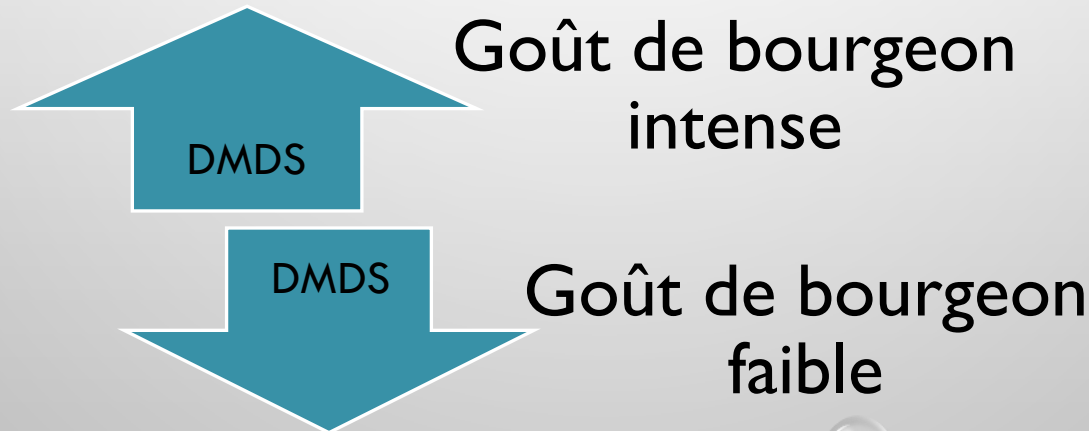 Goût de bourgeon
intense
DMDS
DMDS
Goût de bourgeon
faible